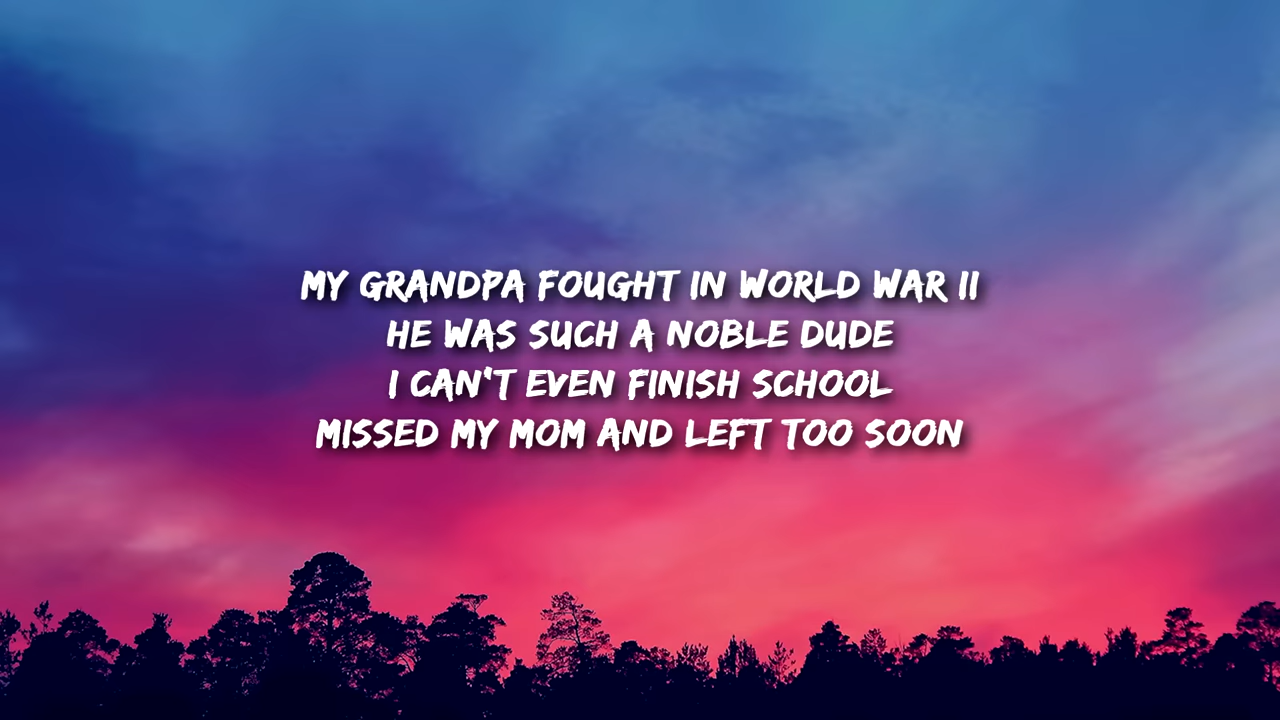 MY GRANDPA FOUGHT IN WORLD WAR II
HE WAS SUCH A NOBLE DUDE
I CAN'T EVEN FINISH SCHOOL
MISSED MY MOM AND LEFT TOO SOON